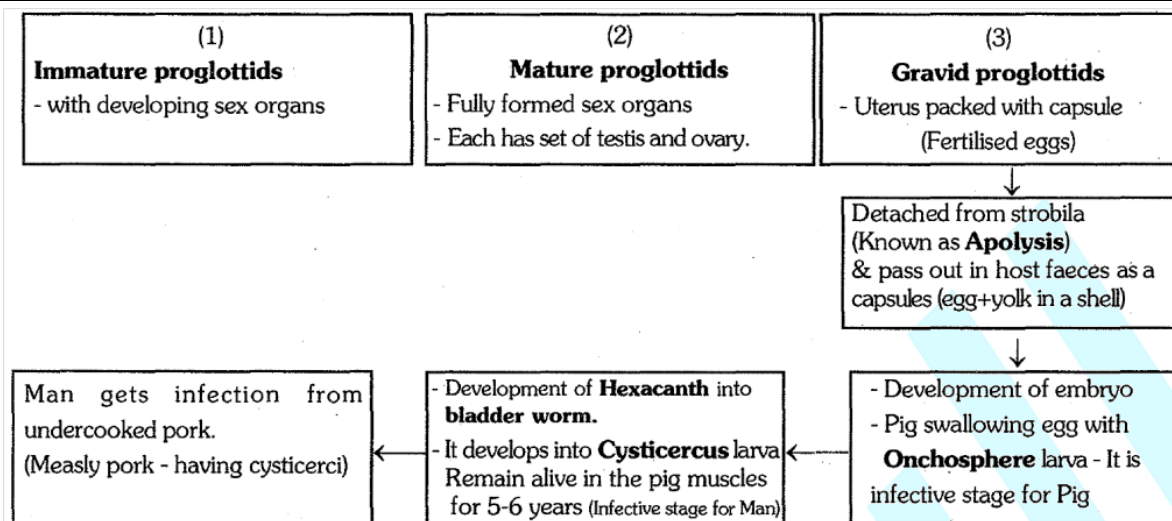 (1)
Immature proglottids
- with developing sex organs
(2)
Mature proglottids
- Fully formed sex organs
- Each has set of testis and ovary.
(3)
Gravid proglottids
- Uterus packed with capsule
(Fertilised eggs)
Detached from strobila
(Known as Apolysis)
& pass out in host faeces as a
capsules (egg+yolk in a shell)
- Development of embryo
- Pig swallowing egg with
Onchosphere larva - It is
infective stage for Pig
- Development of Hexacanth into
bladder worm.
- It develops into Cysticercus larva
Remain alive in the pig muscles
for 5-6 years (Infective stage for Man)
Man gets infection from
undercooked pork.
(Measly pork - having cysticerci)